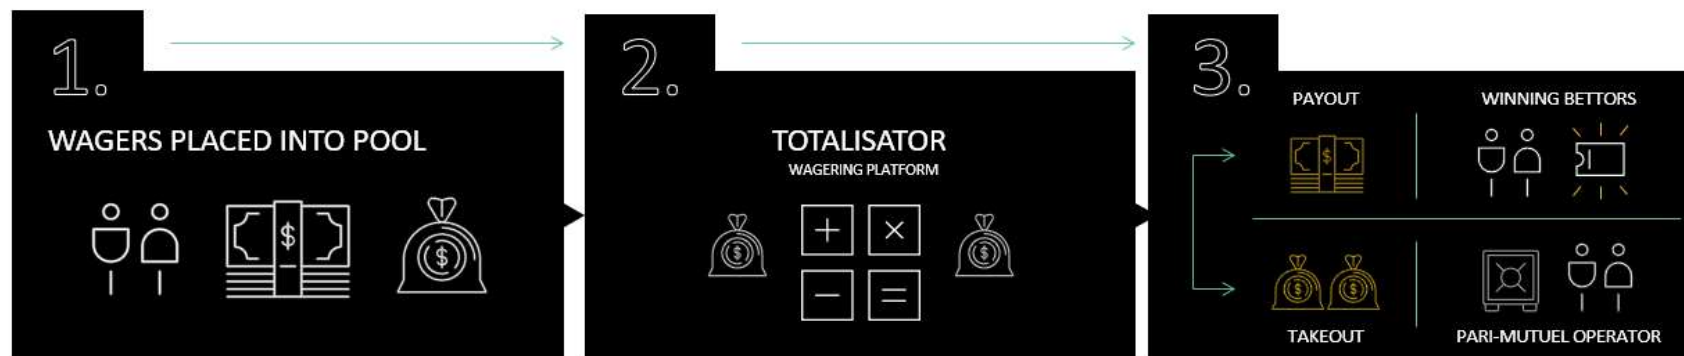 1.
WAGERS PLACED INTO POOL
$
$
2.
TOTALISATOR
WAGERING PLATFORM
$
+ ×
− =
$
3.
PAYOUT
WINNING BETTORS
$
$ $
TAKEOUT
PARI-MUTUEL OPERATOR